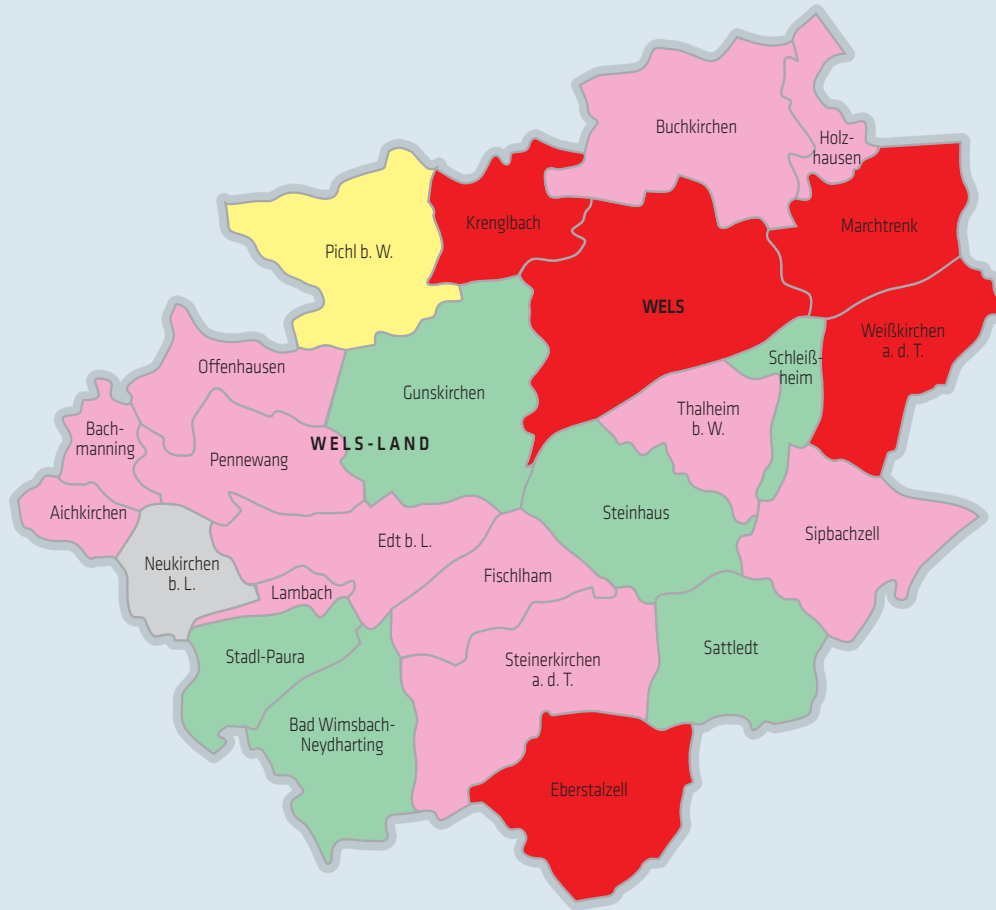 Buchkirchen
Holz-
hausen
Krenglbach
Marchtrenk
Pichl b. W.
WELS
Weißkirchen
a. d. T.
Schleiß-
heim
Offenhausen
Gunskirchen
Thalheim
b. W.
Bach-
manning
WELS-LAND
Pennewang
Aichkirchen
Steinhaus
Edt b. L.
Sipbachzell
Neukirchen
b. L.
Fischlham
Lambach
Stadl-Paura
Steinerkirchen
a. d. T.
Sattledt
Bad Wimsbach-
Neydharting
Eberstalzell